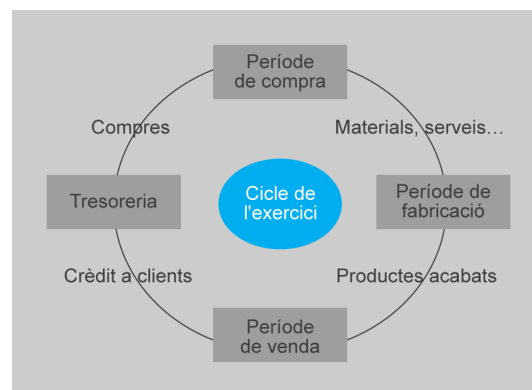 Període
de compra
Compres
Materials, serveis…
Tresoreria
Cicle de
l'exercici
Període de
fabricació
Crèdit a clients
Productes acabats
Període
de venda